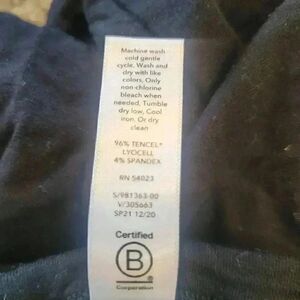 Machine wash
cold gentle
cycle, Wash and
dry with like
colors, Only
non chlorine
bleach when
needed, Tumble
dry low, Cool
iron, Or dry
clean
96% TENCEL*
LYOCELL
4% SPANDEX
RN 54023
S/981363-00
V/305663
SP21 12/20
Certified
B
Corporation